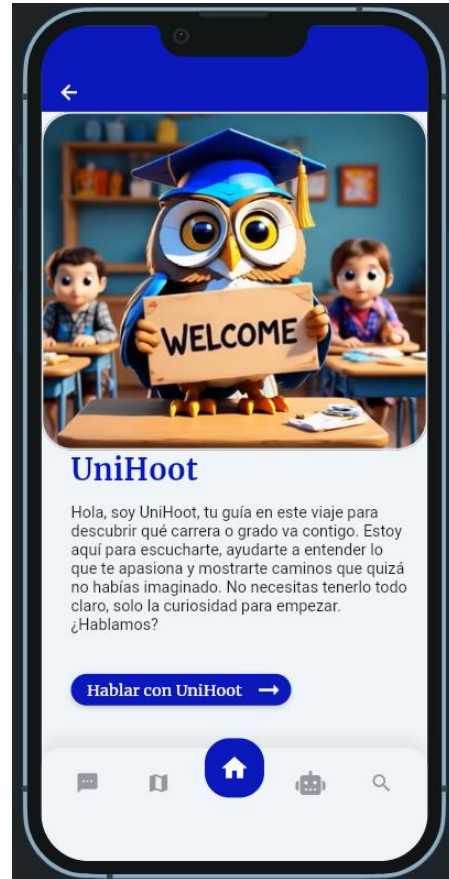 WELCOME
UniHoot
Hola, soy UniHoot, tu guía en este viaje para
descubrir qué carrera o grado va contigo. Estoy
aquí para escucharte, ayudarte a entender lo
que te apasiona y mostrarte caminos que quizá
no habías imaginado. No necesitas tenerlo todo
claro, solo la curiosidad para empezar.
¿Hablamos?
Hablar con UniHoot